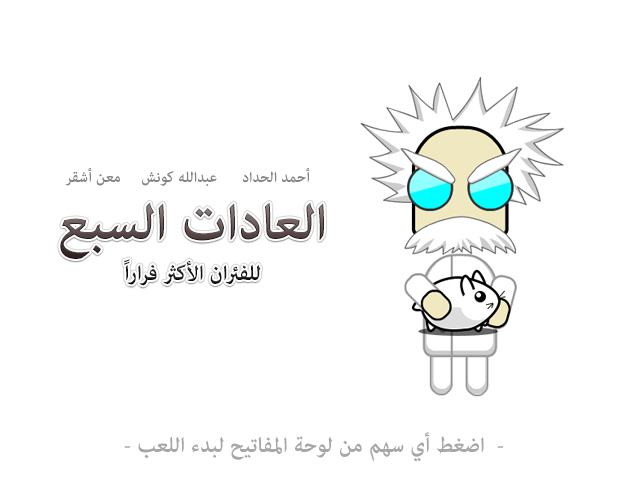 أحمد الحداد عبدالله كونش معن أشقر
العادات السبع
للفئران الأكثر فراراً
- اضغط أي سهم من لوحة المفاتيح لبدء اللعب -